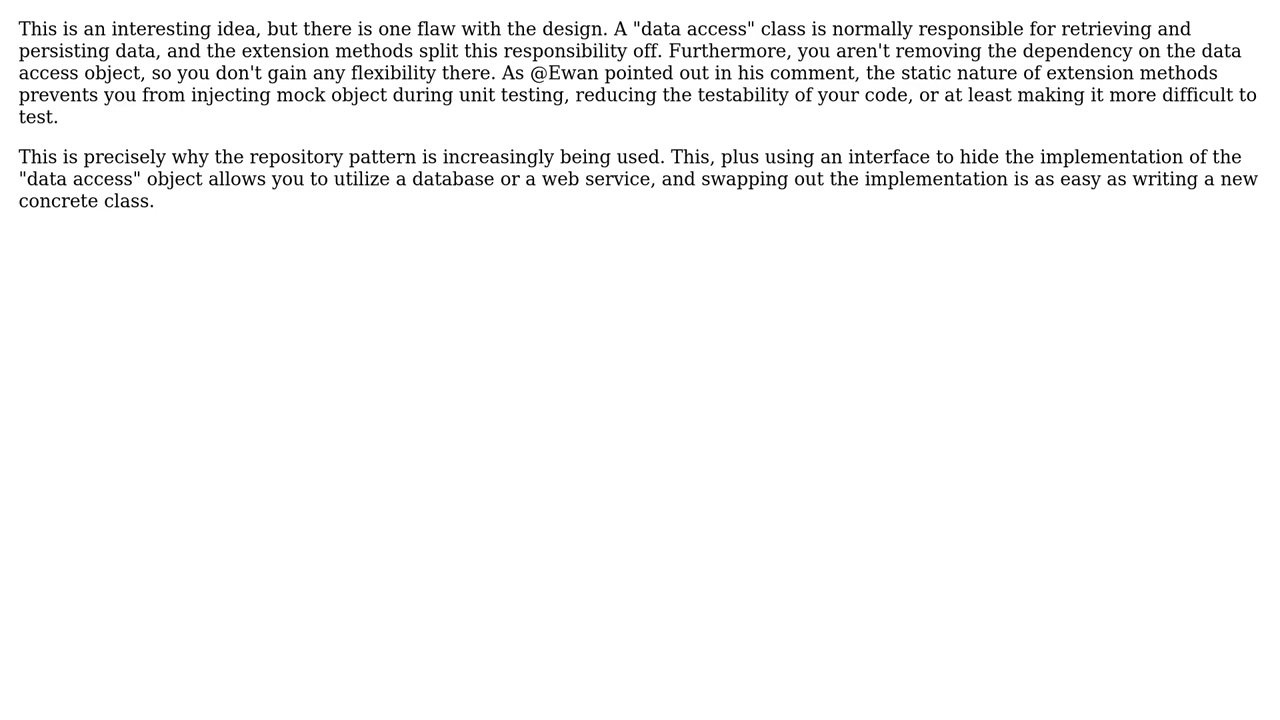 This is an interesting idea, but there is one flaw with the design. A "data access" class is normally responsible for retrieving and
persisting data, and the extension methods split this responsibility off. Furthermore, you aren't removing the dependency on the data
access object, so you don't gain any flexibility there. As @Ewan pointed out in his comment, the static nature of extension methods
prevents you from injecting mock object during unit testing, reducing the testability of your code, or at least making it more difficult to
test.
This is precisely why the repository pattern is increasingly being used. This, plus using an interface to hide the implementation of the
"data access" object allows you to utilize a database or a web service, and swapping out the implementation is as easy as writing a new
concrete class.